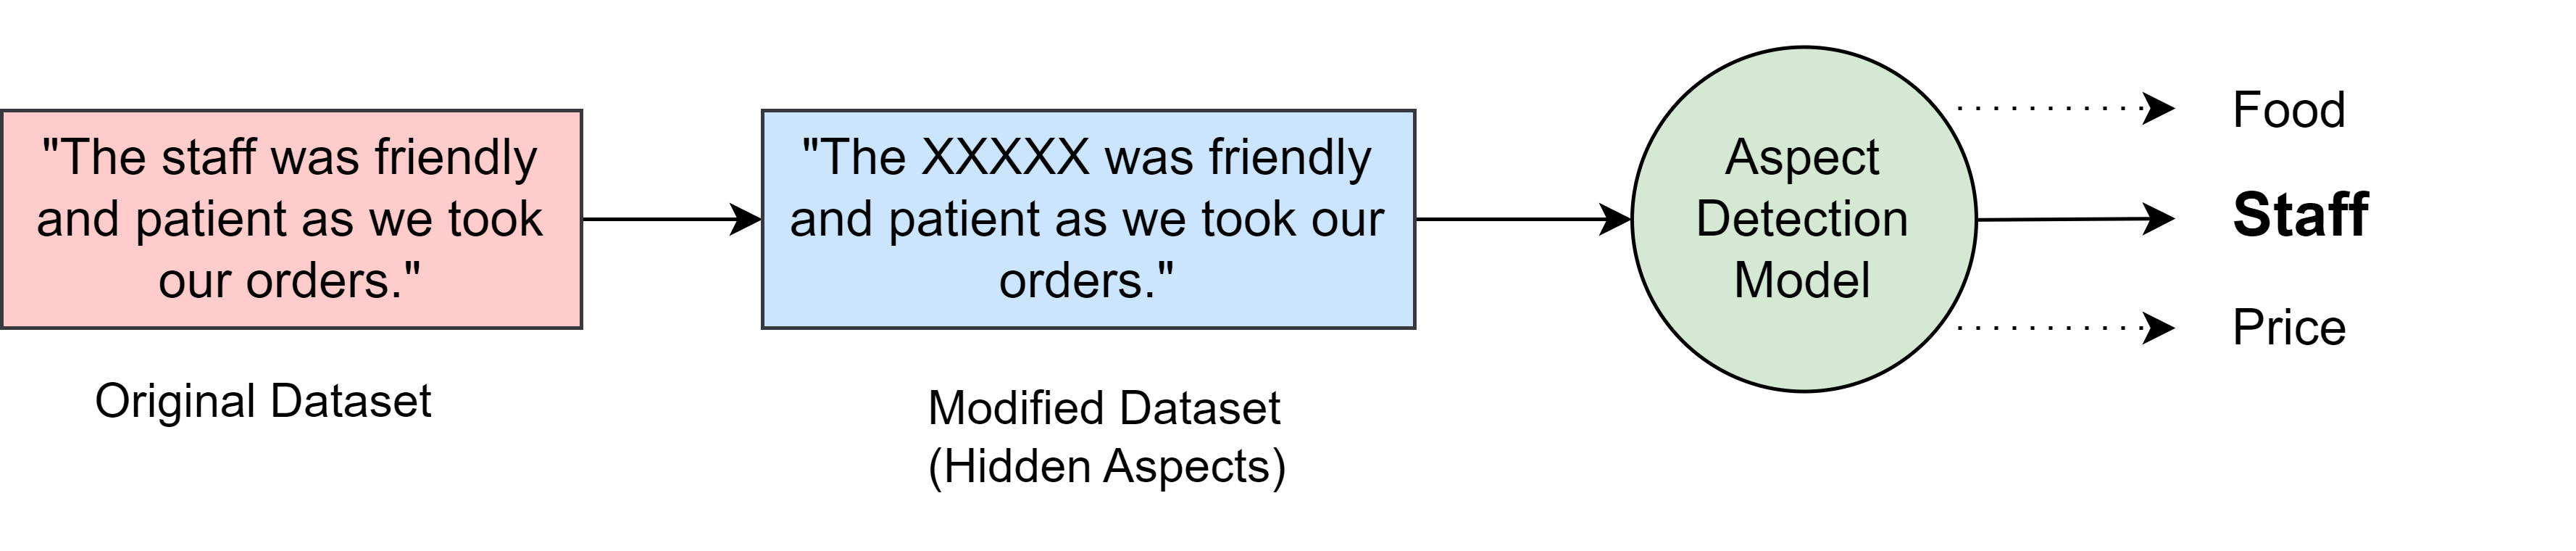 "The staff was friendly
and patient as we took
our orders."
Original Dataset
"The XXXXX was friendly
and patient as we took our
orders."
Modified Dataset
(Hidden Aspects)
Aspect
Detection
Model
Food
Staff
Price